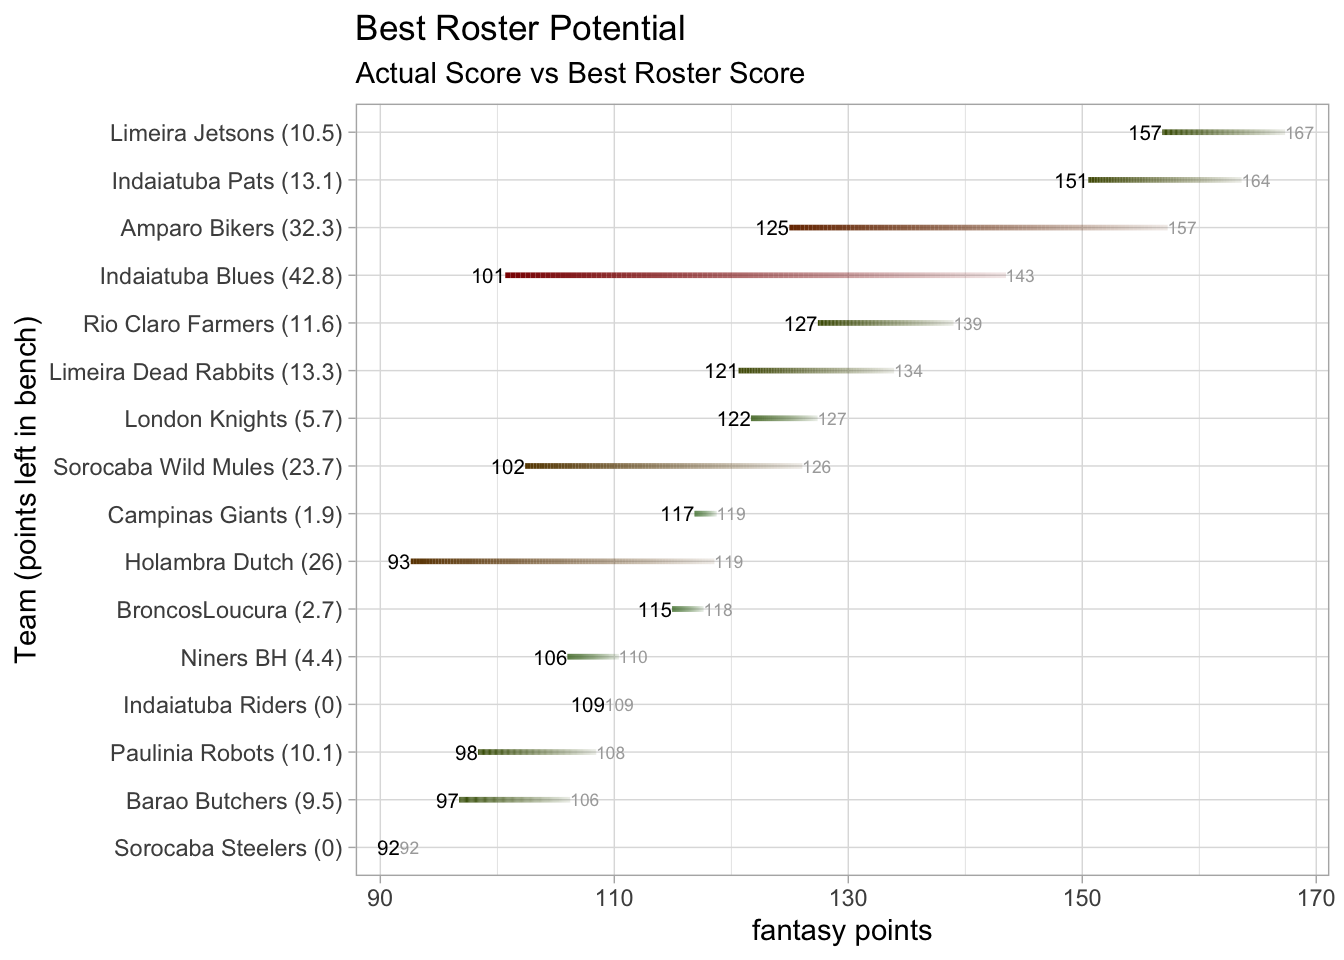 Best Roster Potential
Actual Score vs Best Roster Score
Team (points left in bench)
Limeira Jetsons (10.5) 157 167
Indaiatuba Pats (13.1) 151 164
Amparo Bikers (32.3) 125 157
Indaiatuba Blues (42.8) 101 143
Rio Claro Farmers (11.6) 127 139
Limeira Dead Rabbits (13.3) 121 134
London Knights (5.7) 122 127
Sorocaba Wild Mules (23.7) 102 126
Campinas Giants (1.9) 117 119
Holambra Dutch (26) 93 119
BroncosLoucura (2.7) 115 118
Niners BH (4.4) 106 110
Indaiatuba Riders (0) 109 109
Paulinia Robots (10.1) 98 108
Barao Butchers (9.5) 97 106
Sorocaba Steelers (0) 92 92
90 110 130 150 170
fantasy points